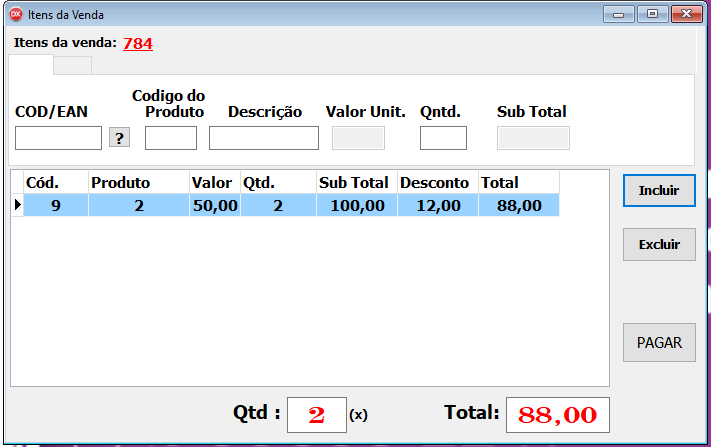 DX Itens da Venda
Itens da venda: 784
COD/EAN Codigo do Produto Descrição Valor Unit. Qntd. Sub Total
?
Cód. Produto Valor Qtd. Sub Total Desconto Total
9 2 50,00 2 100,00 12,00 88,00
Incluir
Excluir
PAGAR
Qtd : 2 (x) Total: 88,00